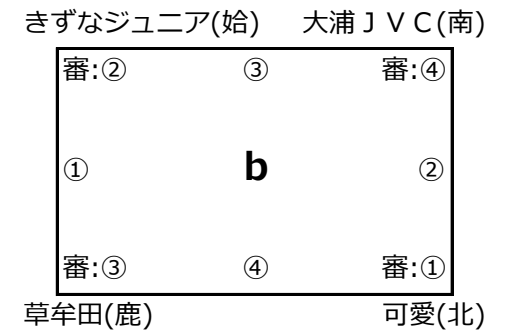 きずなジュニア(姶) 大浦ＪＶＣ(南)
審:② ③ 審:④
① b ②
審:③ ④ 審:①
草牟田(鹿) 可愛(北)